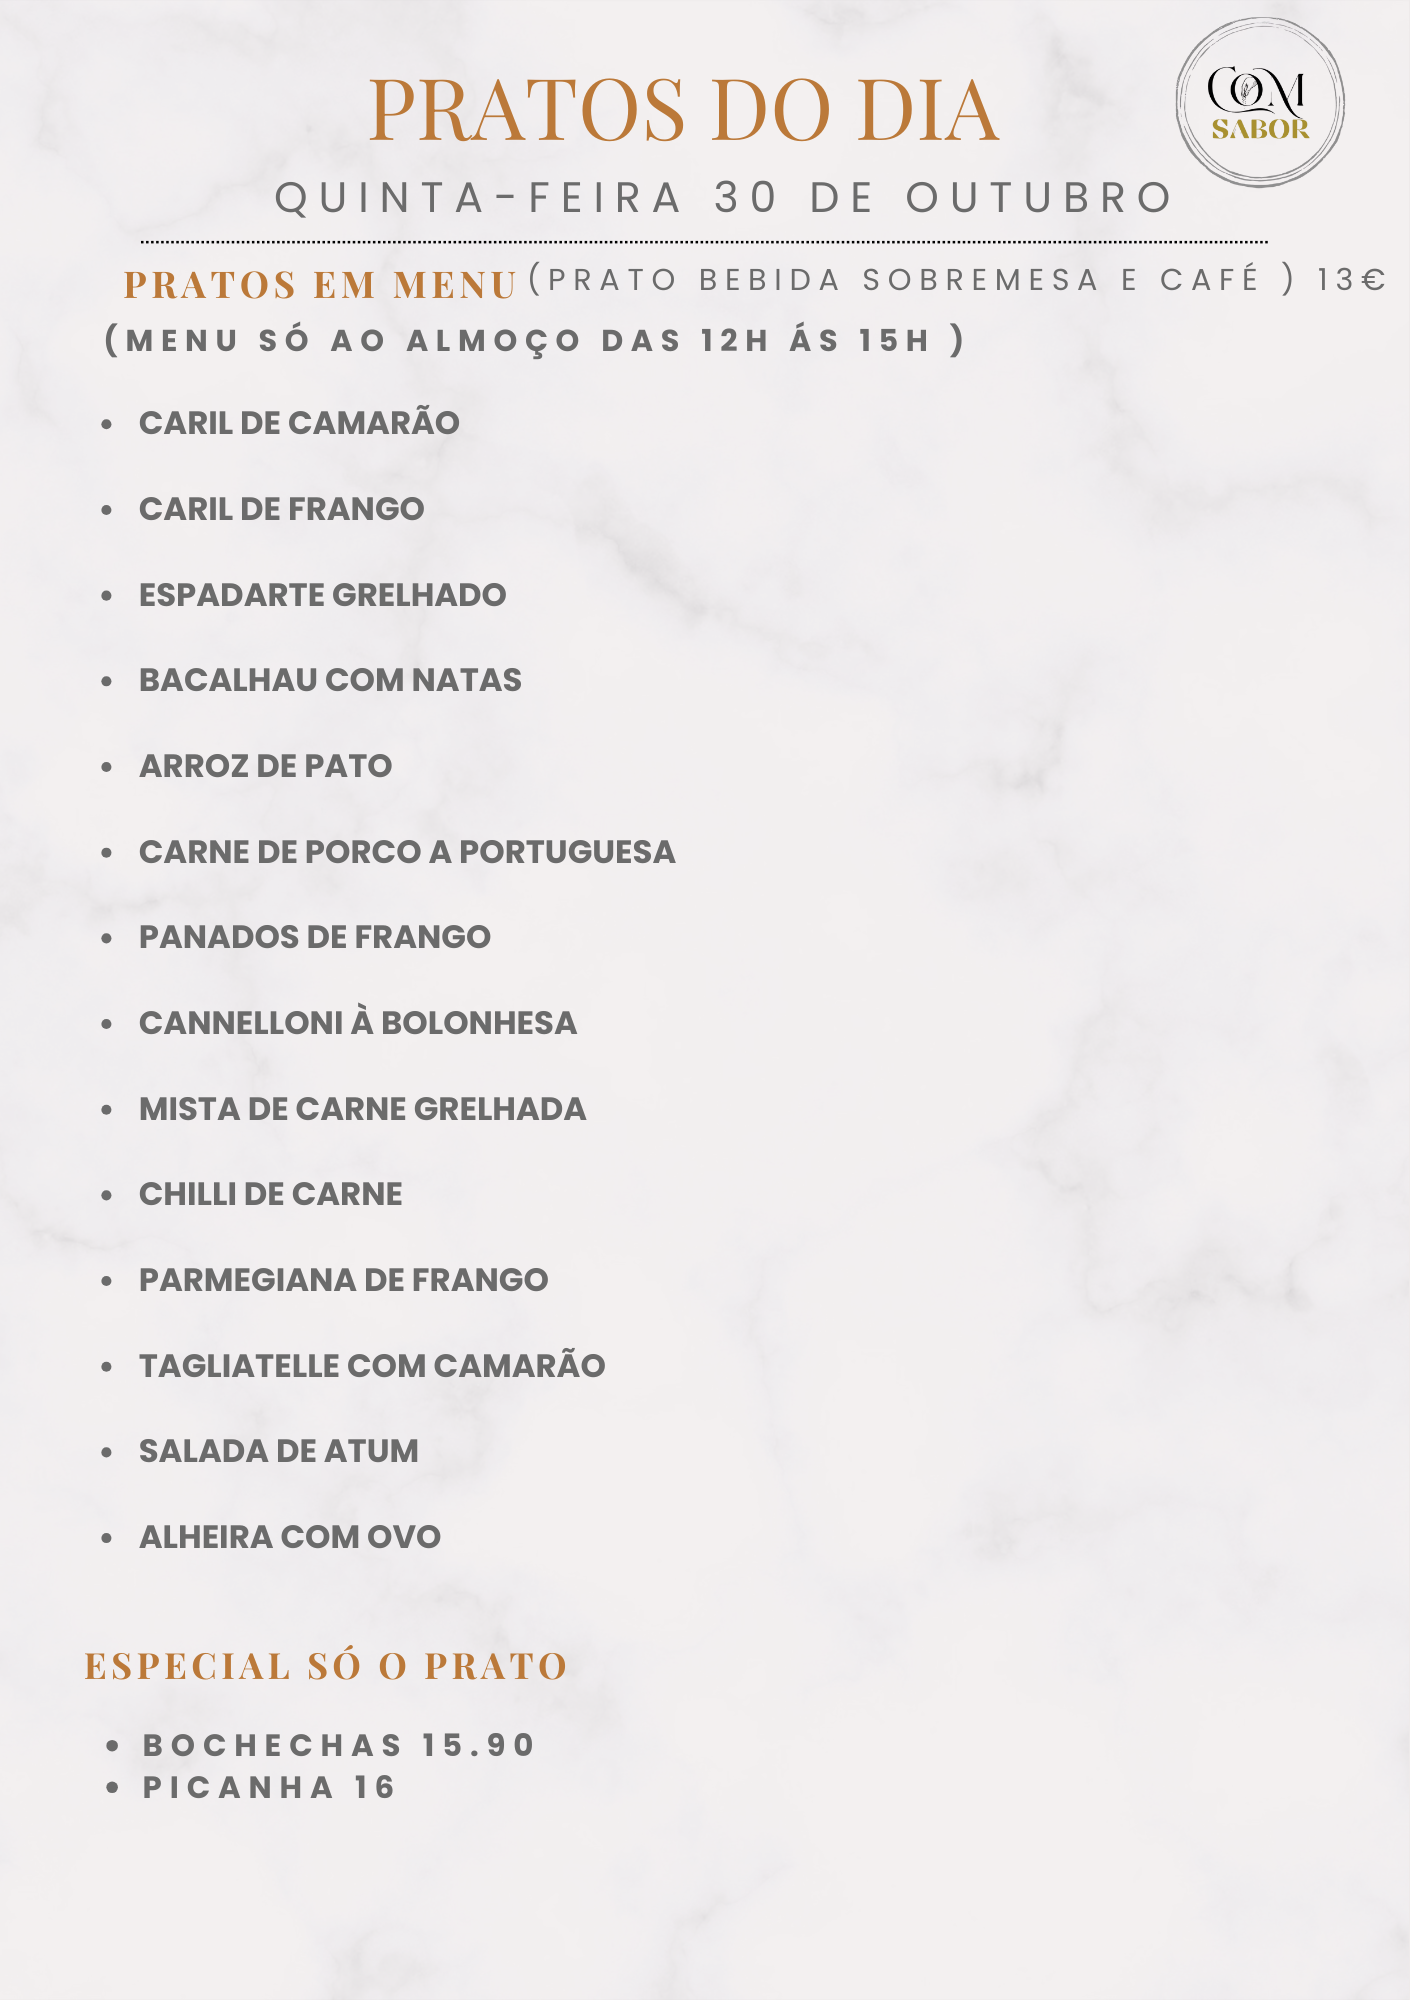 COM
SABOR
PRATOS DO DIA
QUINTA-FEIRA 30 DE OUTUBRO
PRATOS EM MENU (PRATO BEBIDA SOBREMESA E CAFÉ ) 13€
(MENU SÓ AO ALMOÇO DAS 12H ÁS 15H )
• CARIL DE CAMARÃO
• CARIL DE FRANGO
• ESPADARTE GRELHADO
• BACALHAU COM NATAS
• ARROZ DE PATO
• CARNE DE PORCO A PORTUGUESA
• PANADOS DE FRANGO
• CANNELLONI À BOLONHESA
• MISTA DE CARNE GRELHADA
• CHILLI DE CARNE
• PARMEGIANA DE FRANGO
• TAGLIATELLE COM CAMARÃO
• SALADA DE ATUM
• ALHEIRA COM OVO
ESPECIAL SÓ O PRATO
• BOCHECHAS 15.90
• PICANHA 16